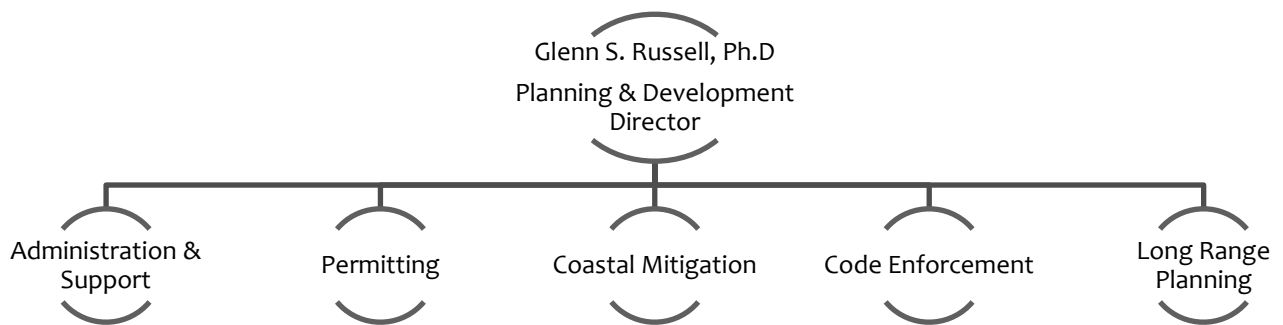 Glenn S. Russell, Ph.D
Planning & Development
Director
Administration &
Support
Permitting
Coastal Mitigation
Code Enforcement
Long Range
Planning